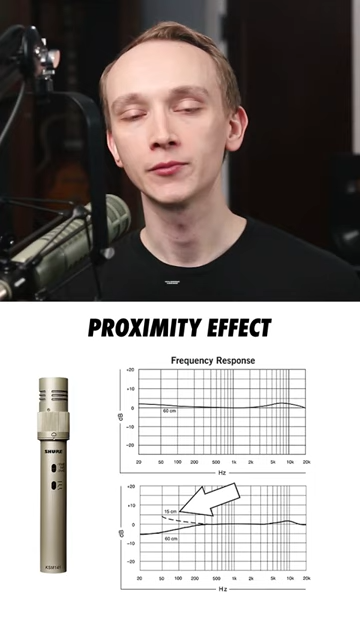 PROXIMITY EFFECT
Frequency Response
+20
+10
0
-10
-20
dB
60 cm
20 50 100 200 500 1k 2k 5k 10k 20k
Hz
SHURE
KSM141
+20
+10
0
-10
-20
dB
15 cm
60 cm
20 50 100 200 500 1k 2k 5k 10k 20k
Hz